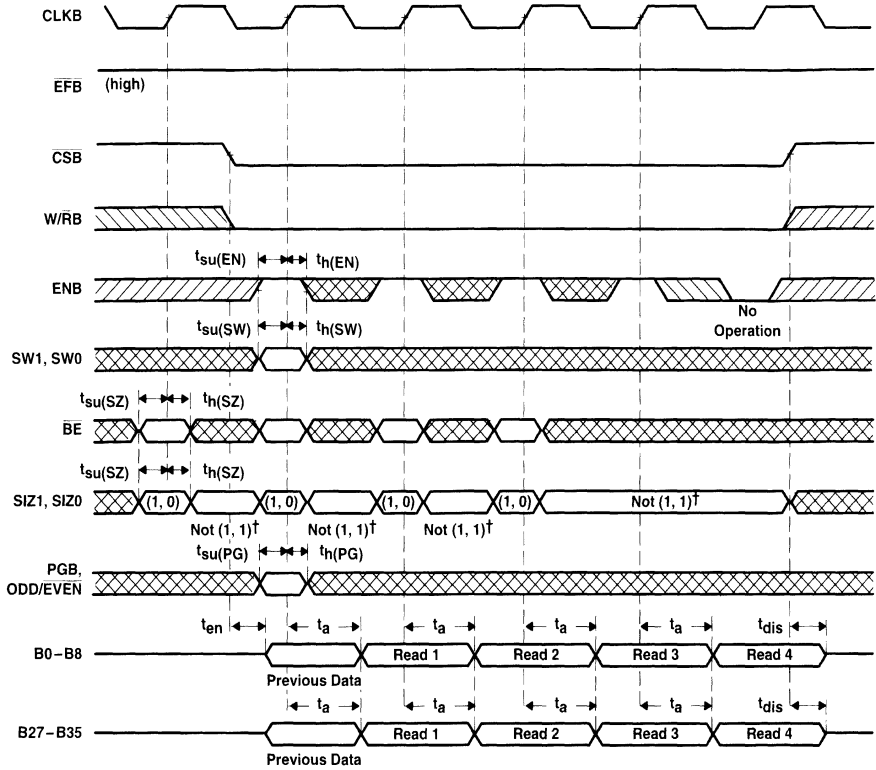 CLKB
EFB
(high)
CSB
W/RB
tsu(EN) th(EN)
ENB
No
Operation
tsu(SW) th(SW)
SW1, SW0
tsu(SZ) th(SZ)
BE
tsu(SZ) th(SZ)
SIZ1, SIZ0
(1, 0) (1, 0) (1, 0) (1, 0) Not (1, 1)†
Not (1, 1)† Not (1, 1)† Not (1, 1)†
tsu(PG) th(PG)
PGB,
ODD/EVEN
ten ta ta ta ta tdis
B0–B8
Read 1 Read 2 Read 3 Read 4
Previous Data
ta ta ta ta tdis
B27–B35
Read 1 Read 2 Read 3 Read 4
Previous Data